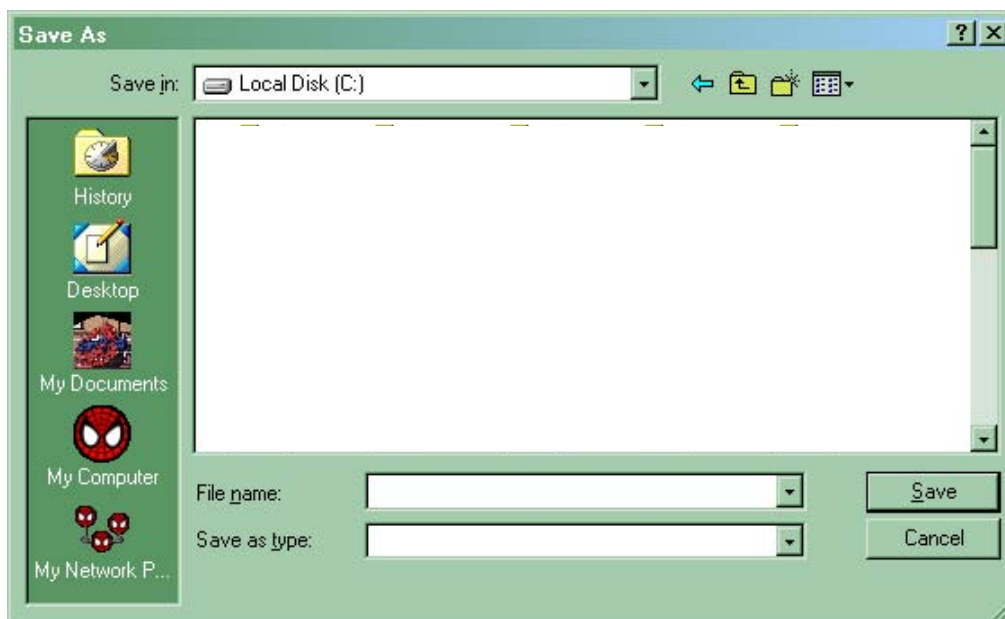 Save As
Save in: Local Disk (C:)
History
Desktop
My Documents
My Computer
My Network P...
File name:
Save as type:
Save
Cancel